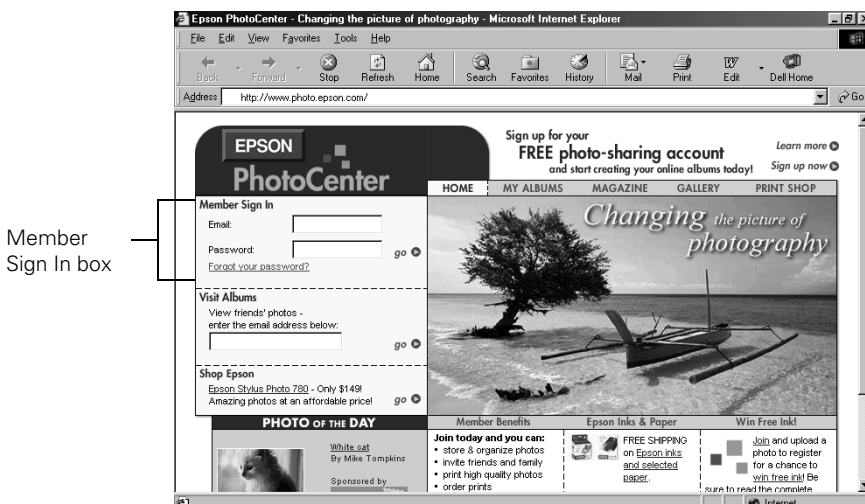 Epson PhotoCenter - Changing the picture of photography - Microsoft Internet Explorer
File Edit View Favorites Tools Help
Back Forward Stop Refresh Home Search Favorites History Mail Print Edit Dell Home
Address http://www.photo.epson.com/ Go
EPSON
PhotoCenter
Sign up for your
FREE photo-sharing account
and start creating your online albums today!
Learn more
Sign up now
HOME MY ALBUMS MAGAZINE GALLERY PRINT SHOP
Member
Sign In box
Member Sign In
Email:
Password:
go
Forgot your password?
Changing the picture of
photography
Visit Albums
View friends' photos -
enter the email address below:
go
Shop Epson
Epson Stylus Photo 780 - Only $149!
Amazing photos at an affordable price!
go
PHOTO OF THE DAY
White cat
By Mike Tompkins
Sponsored by
Member Benefits
Join today and you can:
• store & organize photos
• invite friends and family
• print high quality photos
• order prints
Epson Inks & Paper
FREE SHIPPING
on Epson inks
and selected
paper.
Win Free Ink!
Join and upload a
photo to register
for a chance to
win free ink! Be
sure to read the complete
Internet